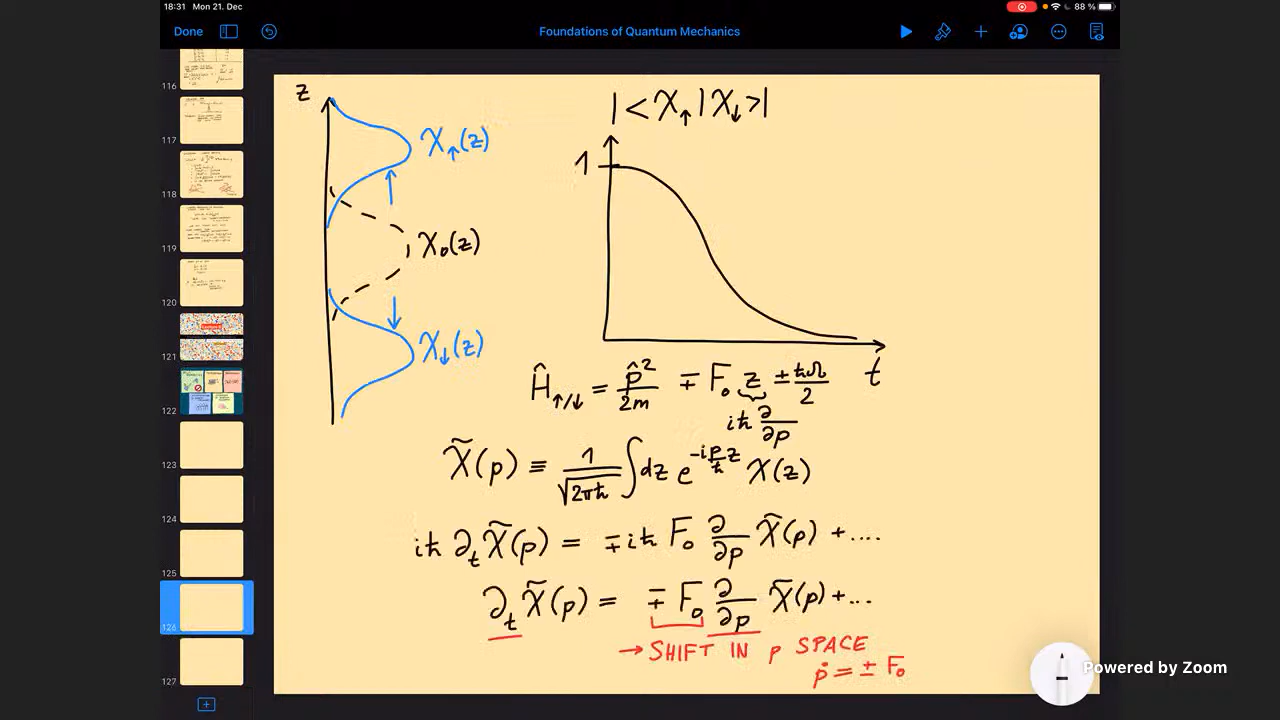 18:31 Mon 21. Dec
88 %
Done
Foundations of Quantum Mechanics
116
117
118
119
120
121
122
123
124
125
126
127
z
χ↑(z)
χ₀(z)
χ↓(z)
|<χ↑|χ↓>|
1
t
Ĥ↑/↓ = p̂²/2m ∓ F₀ z ± ħΩ/2
iħ ∂/∂p
χ̃(p) ≡ 1/√2πħ ∫dz e^(-i p/ħ z) χ(z)
iħ ∂ₜ χ̃(p) = ∓iħ F₀ ∂/∂p χ̃(p) + ....
∂ₜ χ̃(p) = ∓ F₀ ∂/∂p χ̃(p) + ...
→ SHIFT IN p SPACE
ṗ = ± F₀
Powered by Zoom